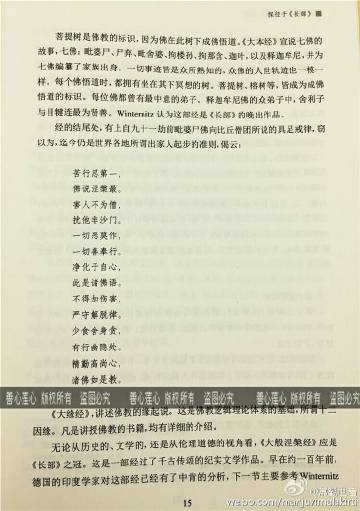 探径于《长部》
菩提树是佛教的标识，因为佛在此树下成佛悟道。《大本经》宣说七佛的
故事，七佛：毗婆尸、尸弃、毗舍婆、拘楼孙、拘那含、迦叶，以及释迦牟尼，并为
七佛编纂了家族出身。一切事迹皆是众所熟知的，众佛的人世轨迹也一模一
样，每个佛悟道时，都拥有坐在其下冥想的树。菩提树、榕树等，皆成为成佛
悟道的标识。每位佛都曾有最中意的弟子，释迦牟尼佛的众弟子中，舍利子
与目犍连最为贤善。Winternitz 认为这部经是《长部》的晚出作品。
经的结尾处，有上自九十一劫前毗婆尸佛向比丘僧团所说的具足戒律，窃
以为，迄今仍是世界各地所谓出家人起步的准则，偈云：
苦行忍第一，
佛说涅槃最。
害人不为僧，
扰他非沙门。
一切恶莫作，
一切善奉行。
净化于自心，
此是诸佛语。
不得如伤害，
严守解脱律。
少食舍身贪，
有行幽隐处。
精勤高尚心，
诸佛如是教。
善心莲心 版权所有 盗图必究 善心莲心 版权所有 盗图必究
《大缘经》，讲述佛教的缘起说。这是佛教逻辑理论体系的基础，所谓十二
因缘。凡是讲授佛教的书籍，均有详细的介绍。
无论从历史的、文学的，还是从伦理道德的视角看，《大般涅槃经》应是
《长部》之冠。这是一部经过了千古传颂的纪实文学作品。早在约一百年前，
德国的印度学家对这部经已经有了中肯的分析，下一节主要参考 Winternitz
15
weibo.com/marjuvimalakirti